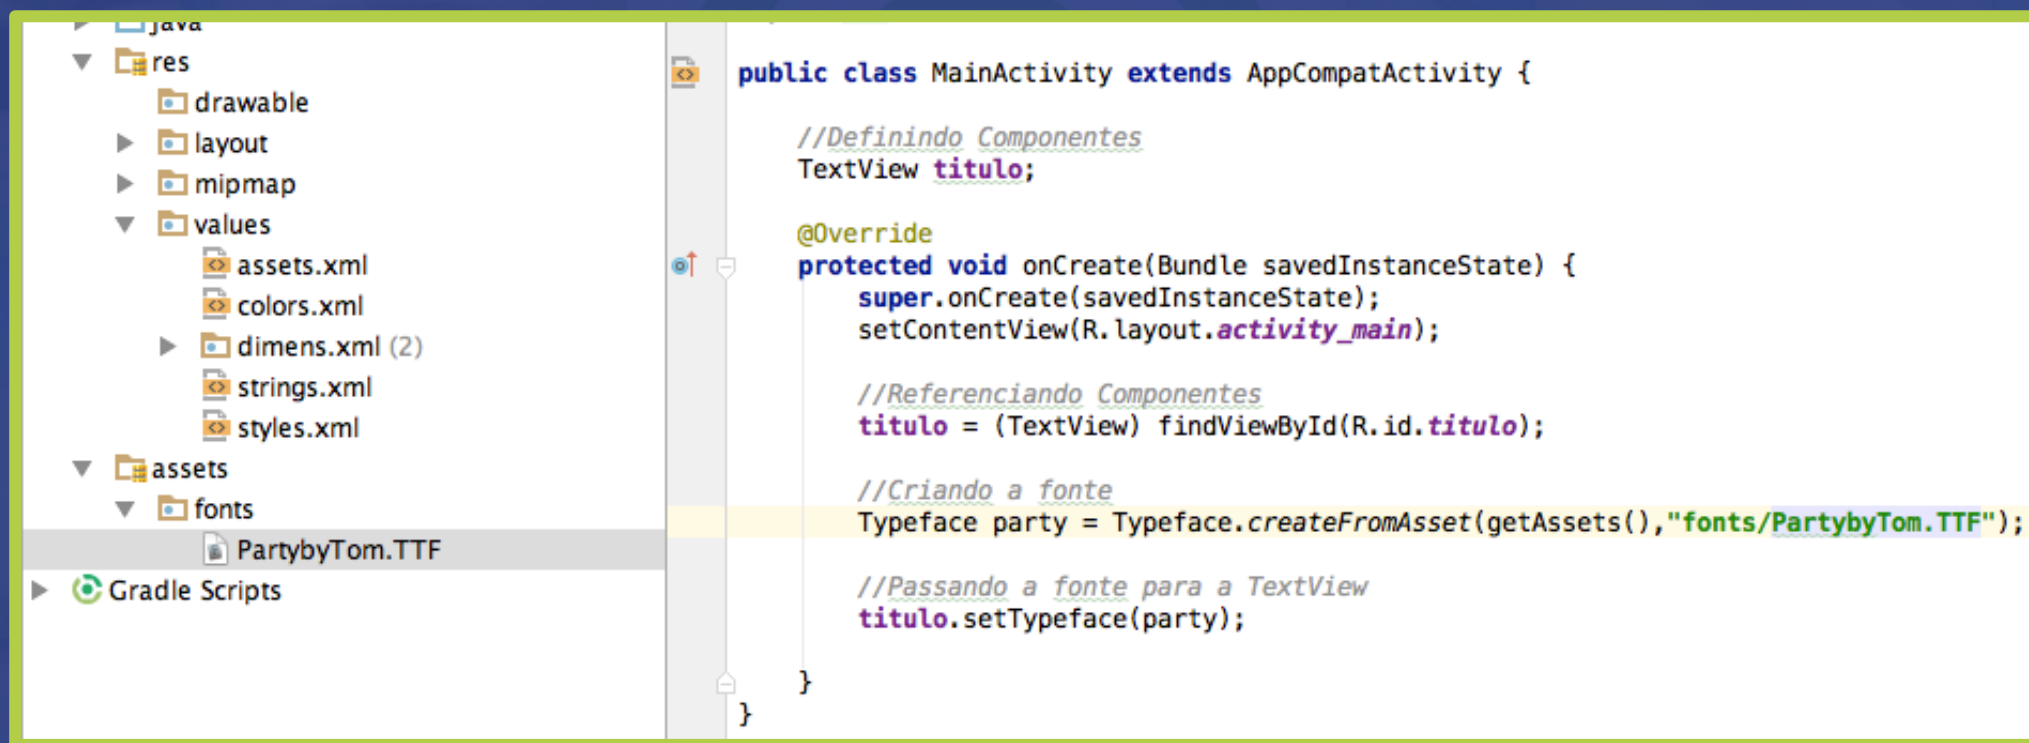 java
res
drawable
layout
mipmap
values
assets.xml
colors.xml
dimens.xml (2)
strings.xml
styles.xml
assets
fonts
PartybyTom.TTF
Gradle Scripts
public class MainActivity extends AppCompatActivity {
//Definindo Componentes
TextView titulo;
@Override
protected void onCreate(Bundle savedInstanceState) {
super.onCreate(savedInstanceState);
setContentView(R.layout.activity_main);
//Referenciando Componentes
titulo = (TextView) findViewById(R.id.titulo);
//Criando a fonte
Typeface party = Typeface.createFromAsset(getAssets(),"fonts/PartybyTom.TTF");
//Passando a fonte para a TextView
titulo.setTypeface(party);
}
}